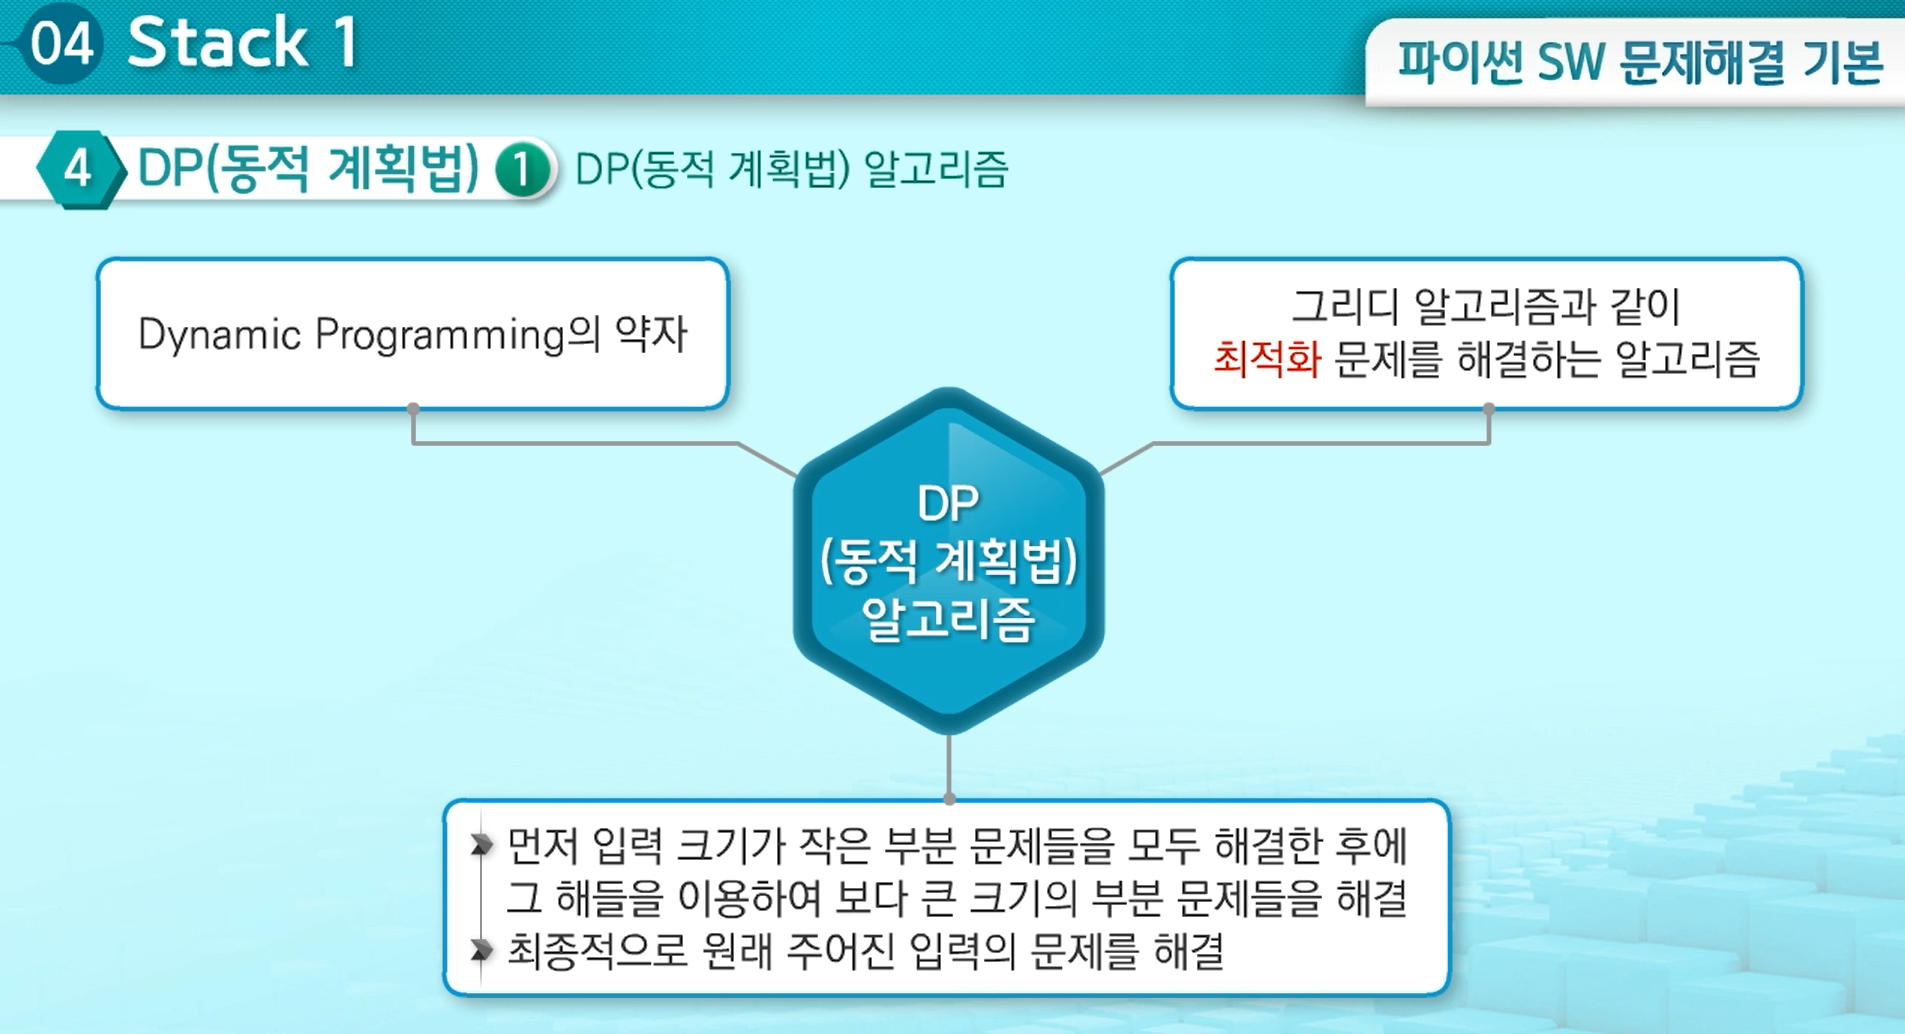 04 Stack 1
파이썬 SW 문제해결 기본
4 DP(동적 계획법) 1 DP(동적 계획법) 알고리즘
Dynamic Programming의 약자
그리디 알고리즘과 같이
최적화 문제를 해결하는 알고리즘
DP
(동적 계획법)
알고리즘
먼저 입력 크기가 작은 부분 문제들을 모두 해결한 후에
그 해들을 이용하여 보다 큰 크기의 부분 문제들을 해결
최종적으로 원래 주어진 입력의 문제를 해결